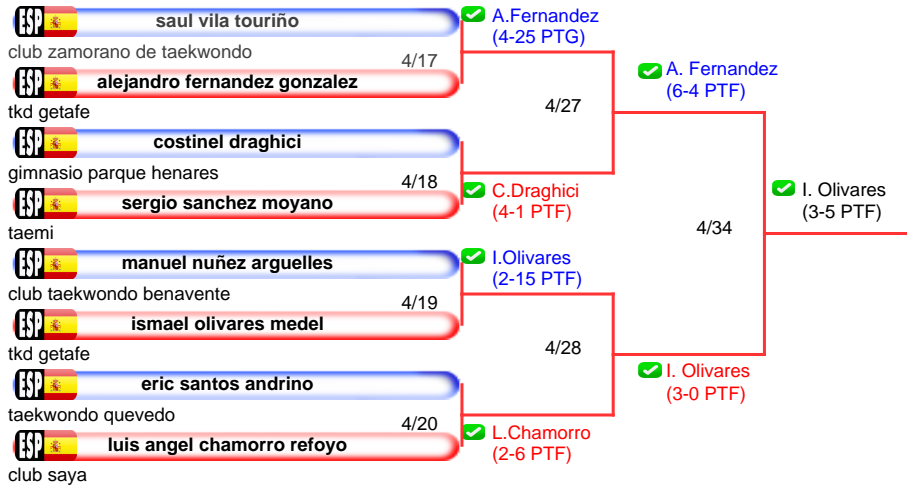 ESP saul vila touriño
club zamorano de taekwondo
4/17
ESP alejandro fernandez gonzalez
tkd getafe
A.Fernandez
(4-25 PTG)
4/27
ESP costinel draghici
gimnasio parque henares
4/18
ESP sergio sanchez moyano
taemi
C.Draghici
(4-1 PTF)
A. Fernandez
(6-4 PTF)
4/34
I. Olivares
(3-5 PTF)
ESP manuel nuñez arguelles
club taekwondo benavente
4/19
ESP ismael olivares medel
tkd getafe
I.Olivares
(2-15 PTF)
4/28
ESP eric santos andrino
taekwondo quevedo
4/20
ESP luis angel chamorro refoyo
club saya
L.Chamorro
(2-6 PTF)
I. Olivares
(3-0 PTF)